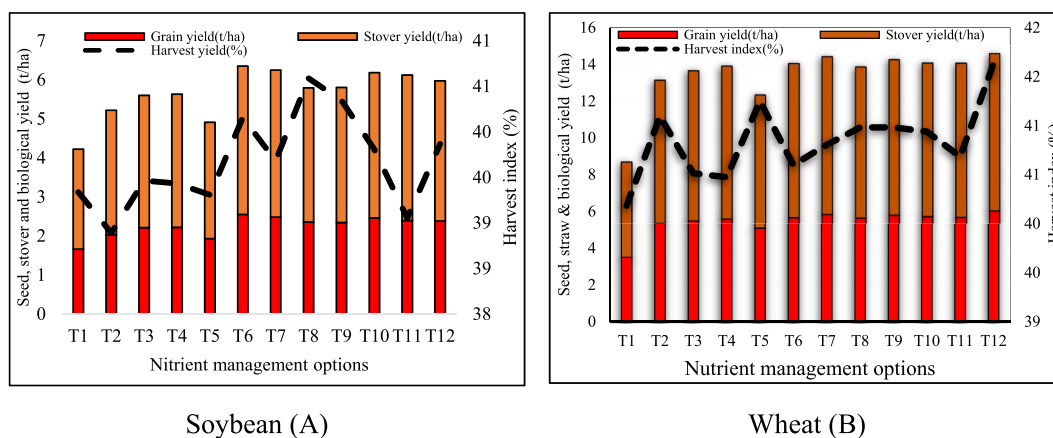 Grain yield(t/ha) Stover yield(t/ha)
Harvest yield(%)
Seed, stover and biological yield (t/ha)
7
6
5
4
3
2
1
0
41
41
40
40
39
39
38
Harvest index (%)
T1 T2 T3 T4 T5 T6 T7 T8 T9 T10 T11 T12
Nitrient management options
Soybean (A)
Grain yield(t/ha) Stover yield(t/ha)
Harvest index(%)
Seed, straw & biological yield (t/ha)
16
14
12
10
8
6
4
2
0
42
42
41
41
40
40
39
Harvest index (%)
T1 T2 T3 T4 T5 T6 T7 T8 T9 T10 T11 T12
Nutrient management options
Wheat (B)